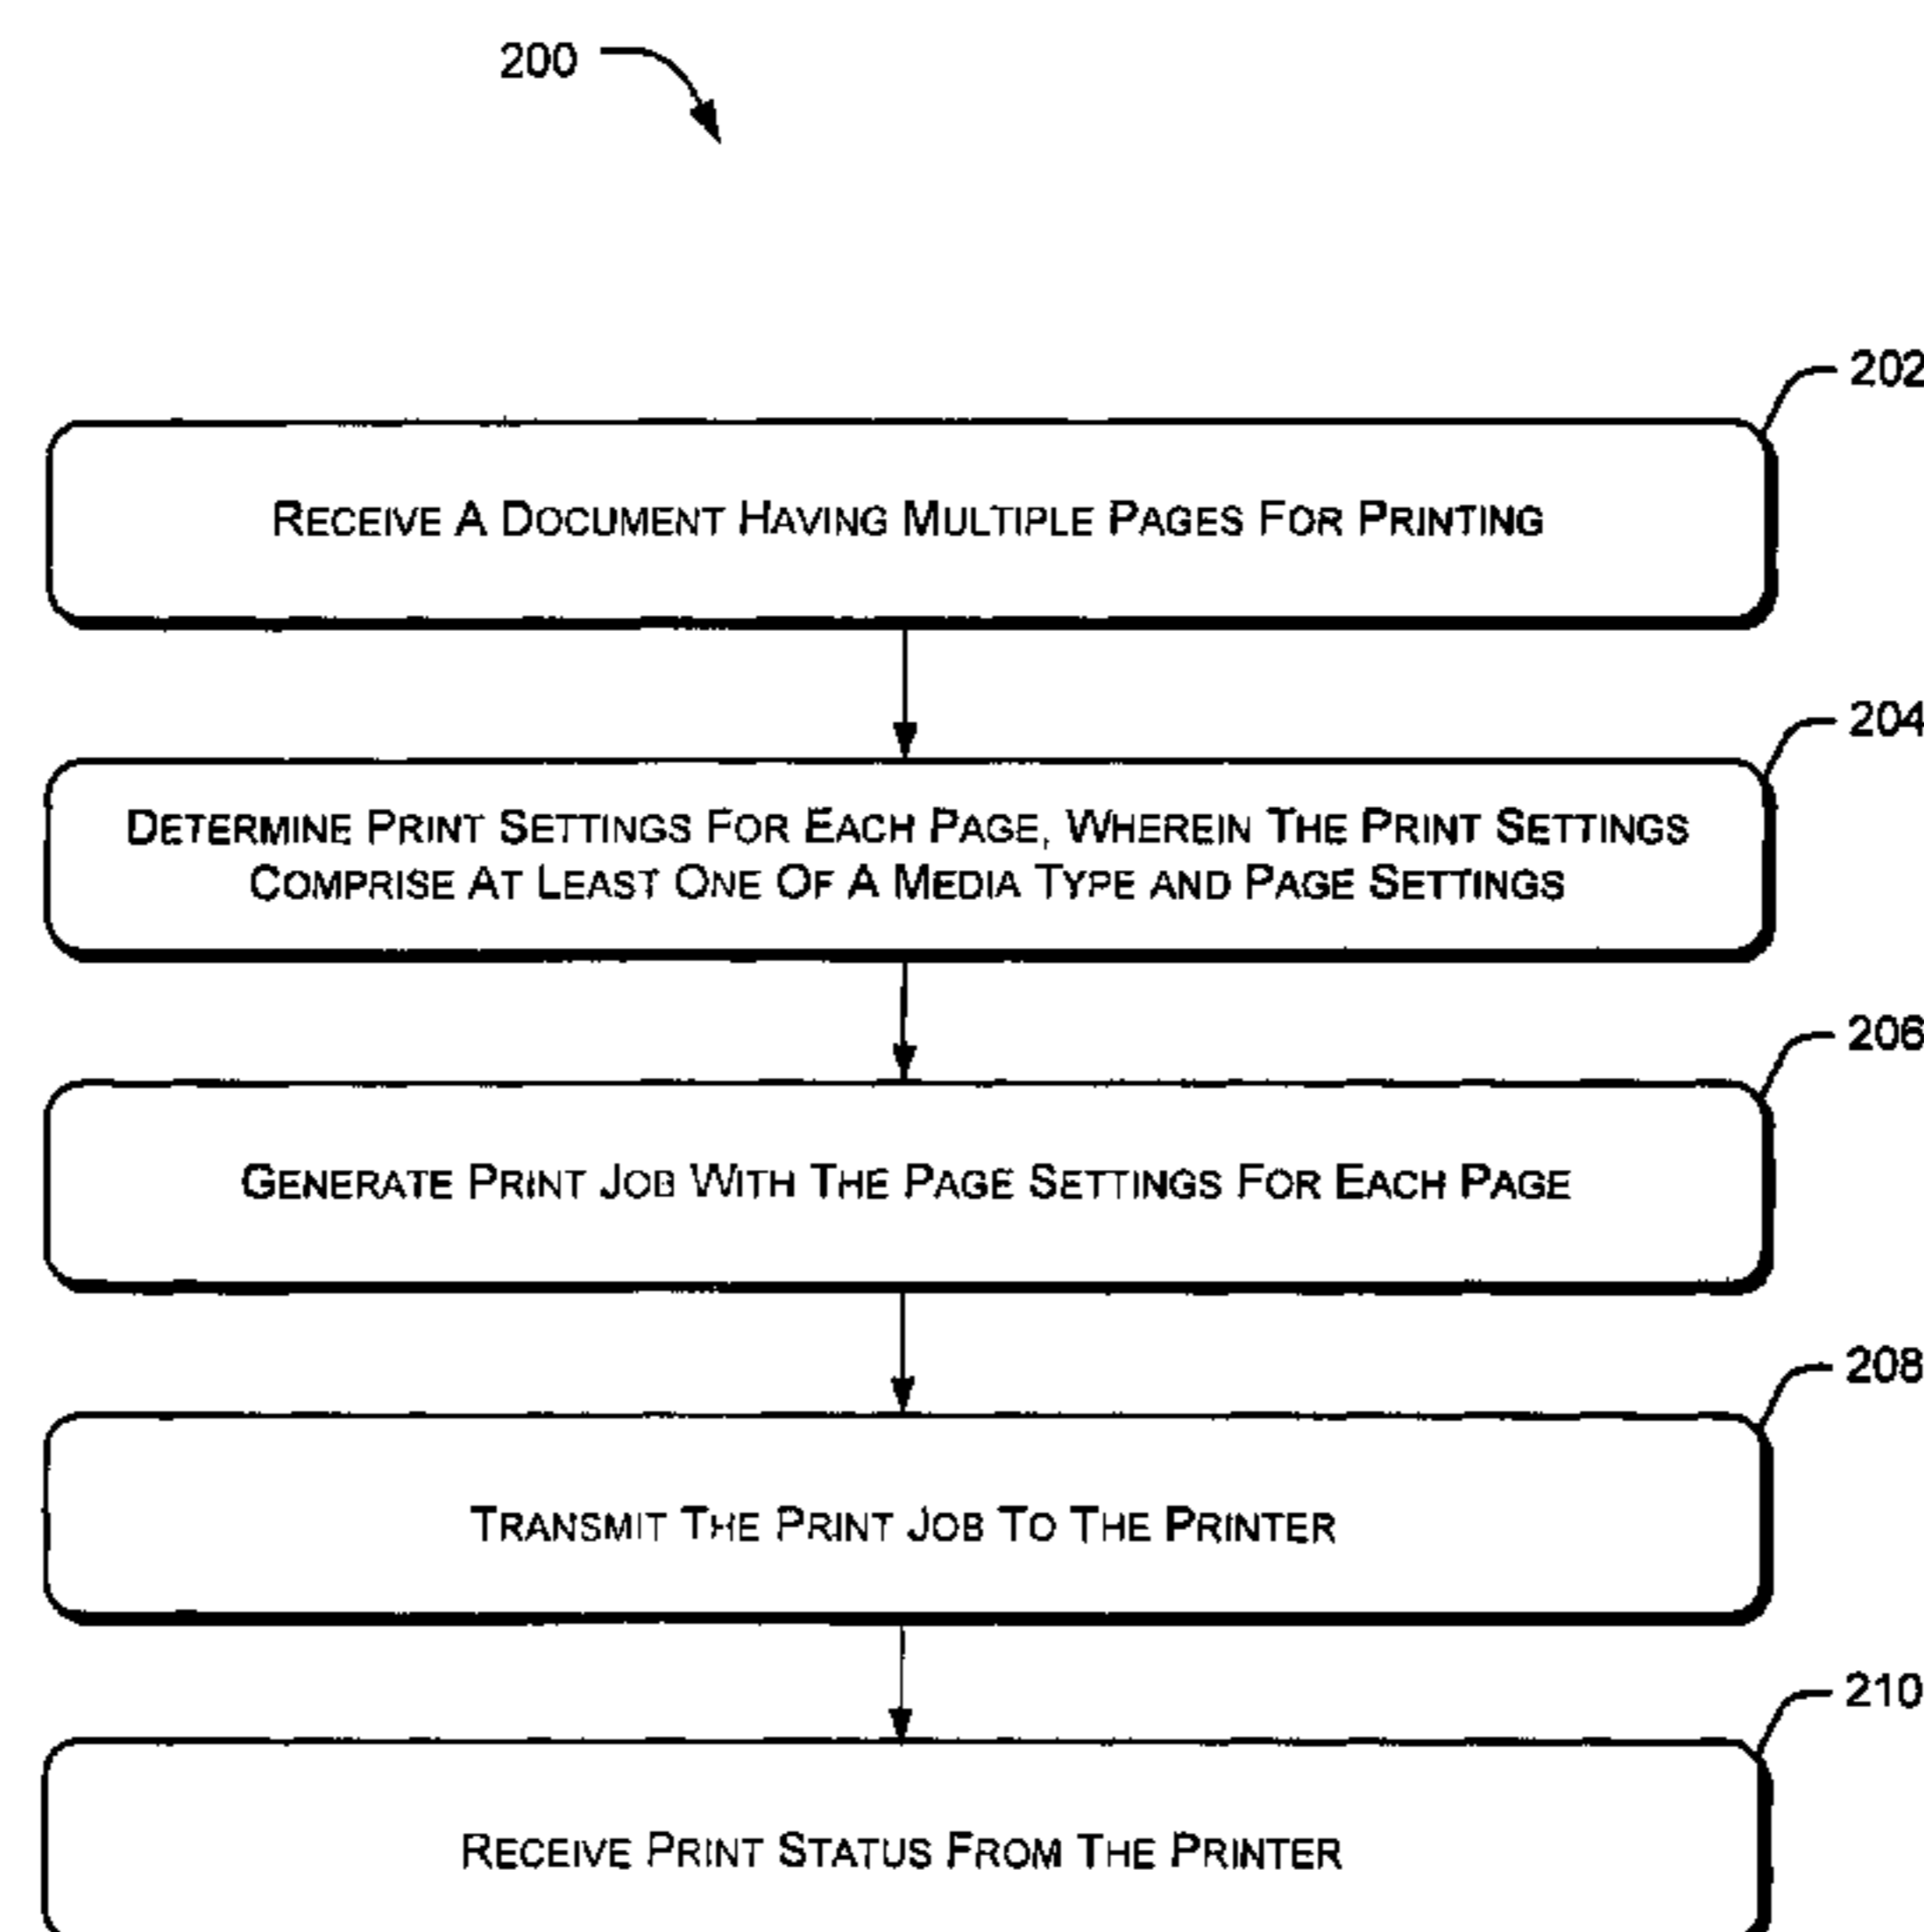 200
202
RECEIVE A DOCUMENT HAVING MULTIPLE PAGES FOR PRINTING
204
DETERMINE PRINT SETTINGS FOR EACH PAGE, WHEREIN THE PRINT SETTINGS
COMPRISE AT LEAST ONE OF A MEDIA TYPE AND PAGE SETTINGS
206
GENERATE PRINT JOB WITH THE PAGE SETTINGS FOR EACH PAGE
208
TRANSMIT THE PRINT JOB TO THE PRINTER
210
RECEIVE PRINT STATUS FROM THE PRINTER